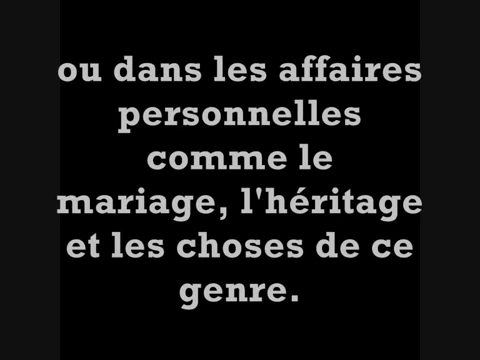 ou dans les affaires
personnelles
comme le
mariage, l'héritage
et les choses de ce
genre.